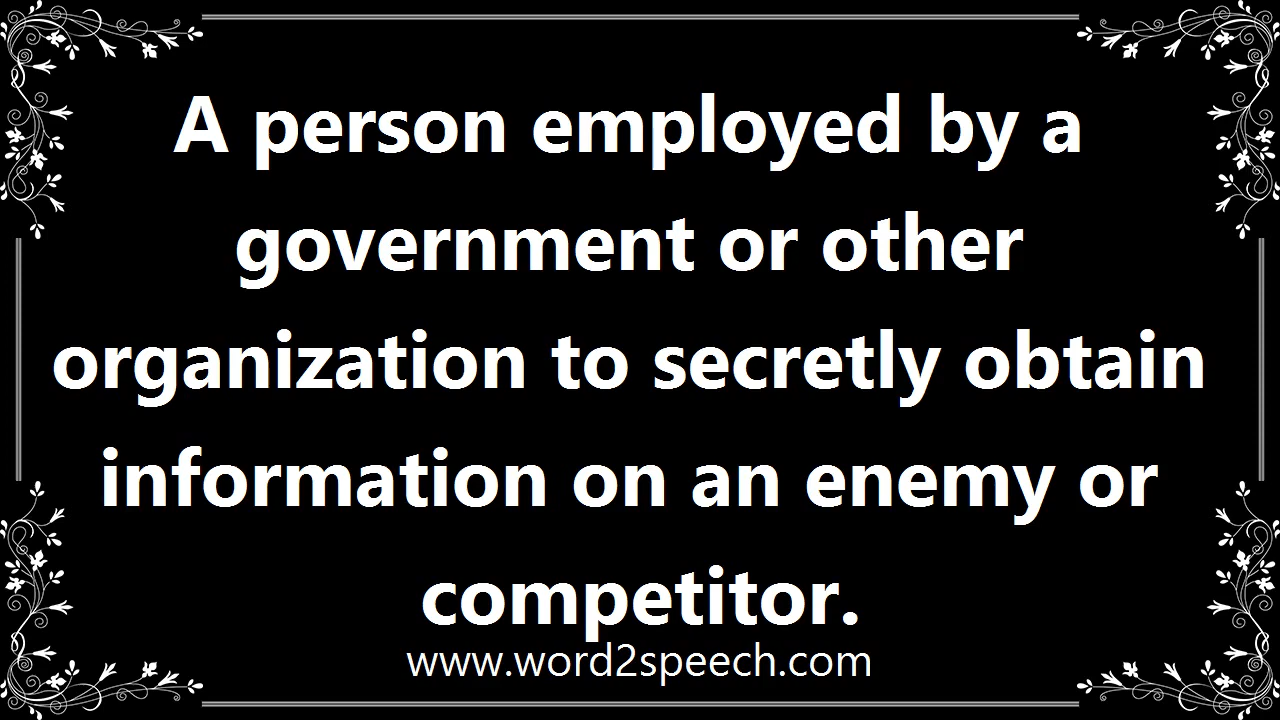 A person employed by a
government or other
organization to secretly obtain
information on an enemy or
competitor.
www.word2speech.com